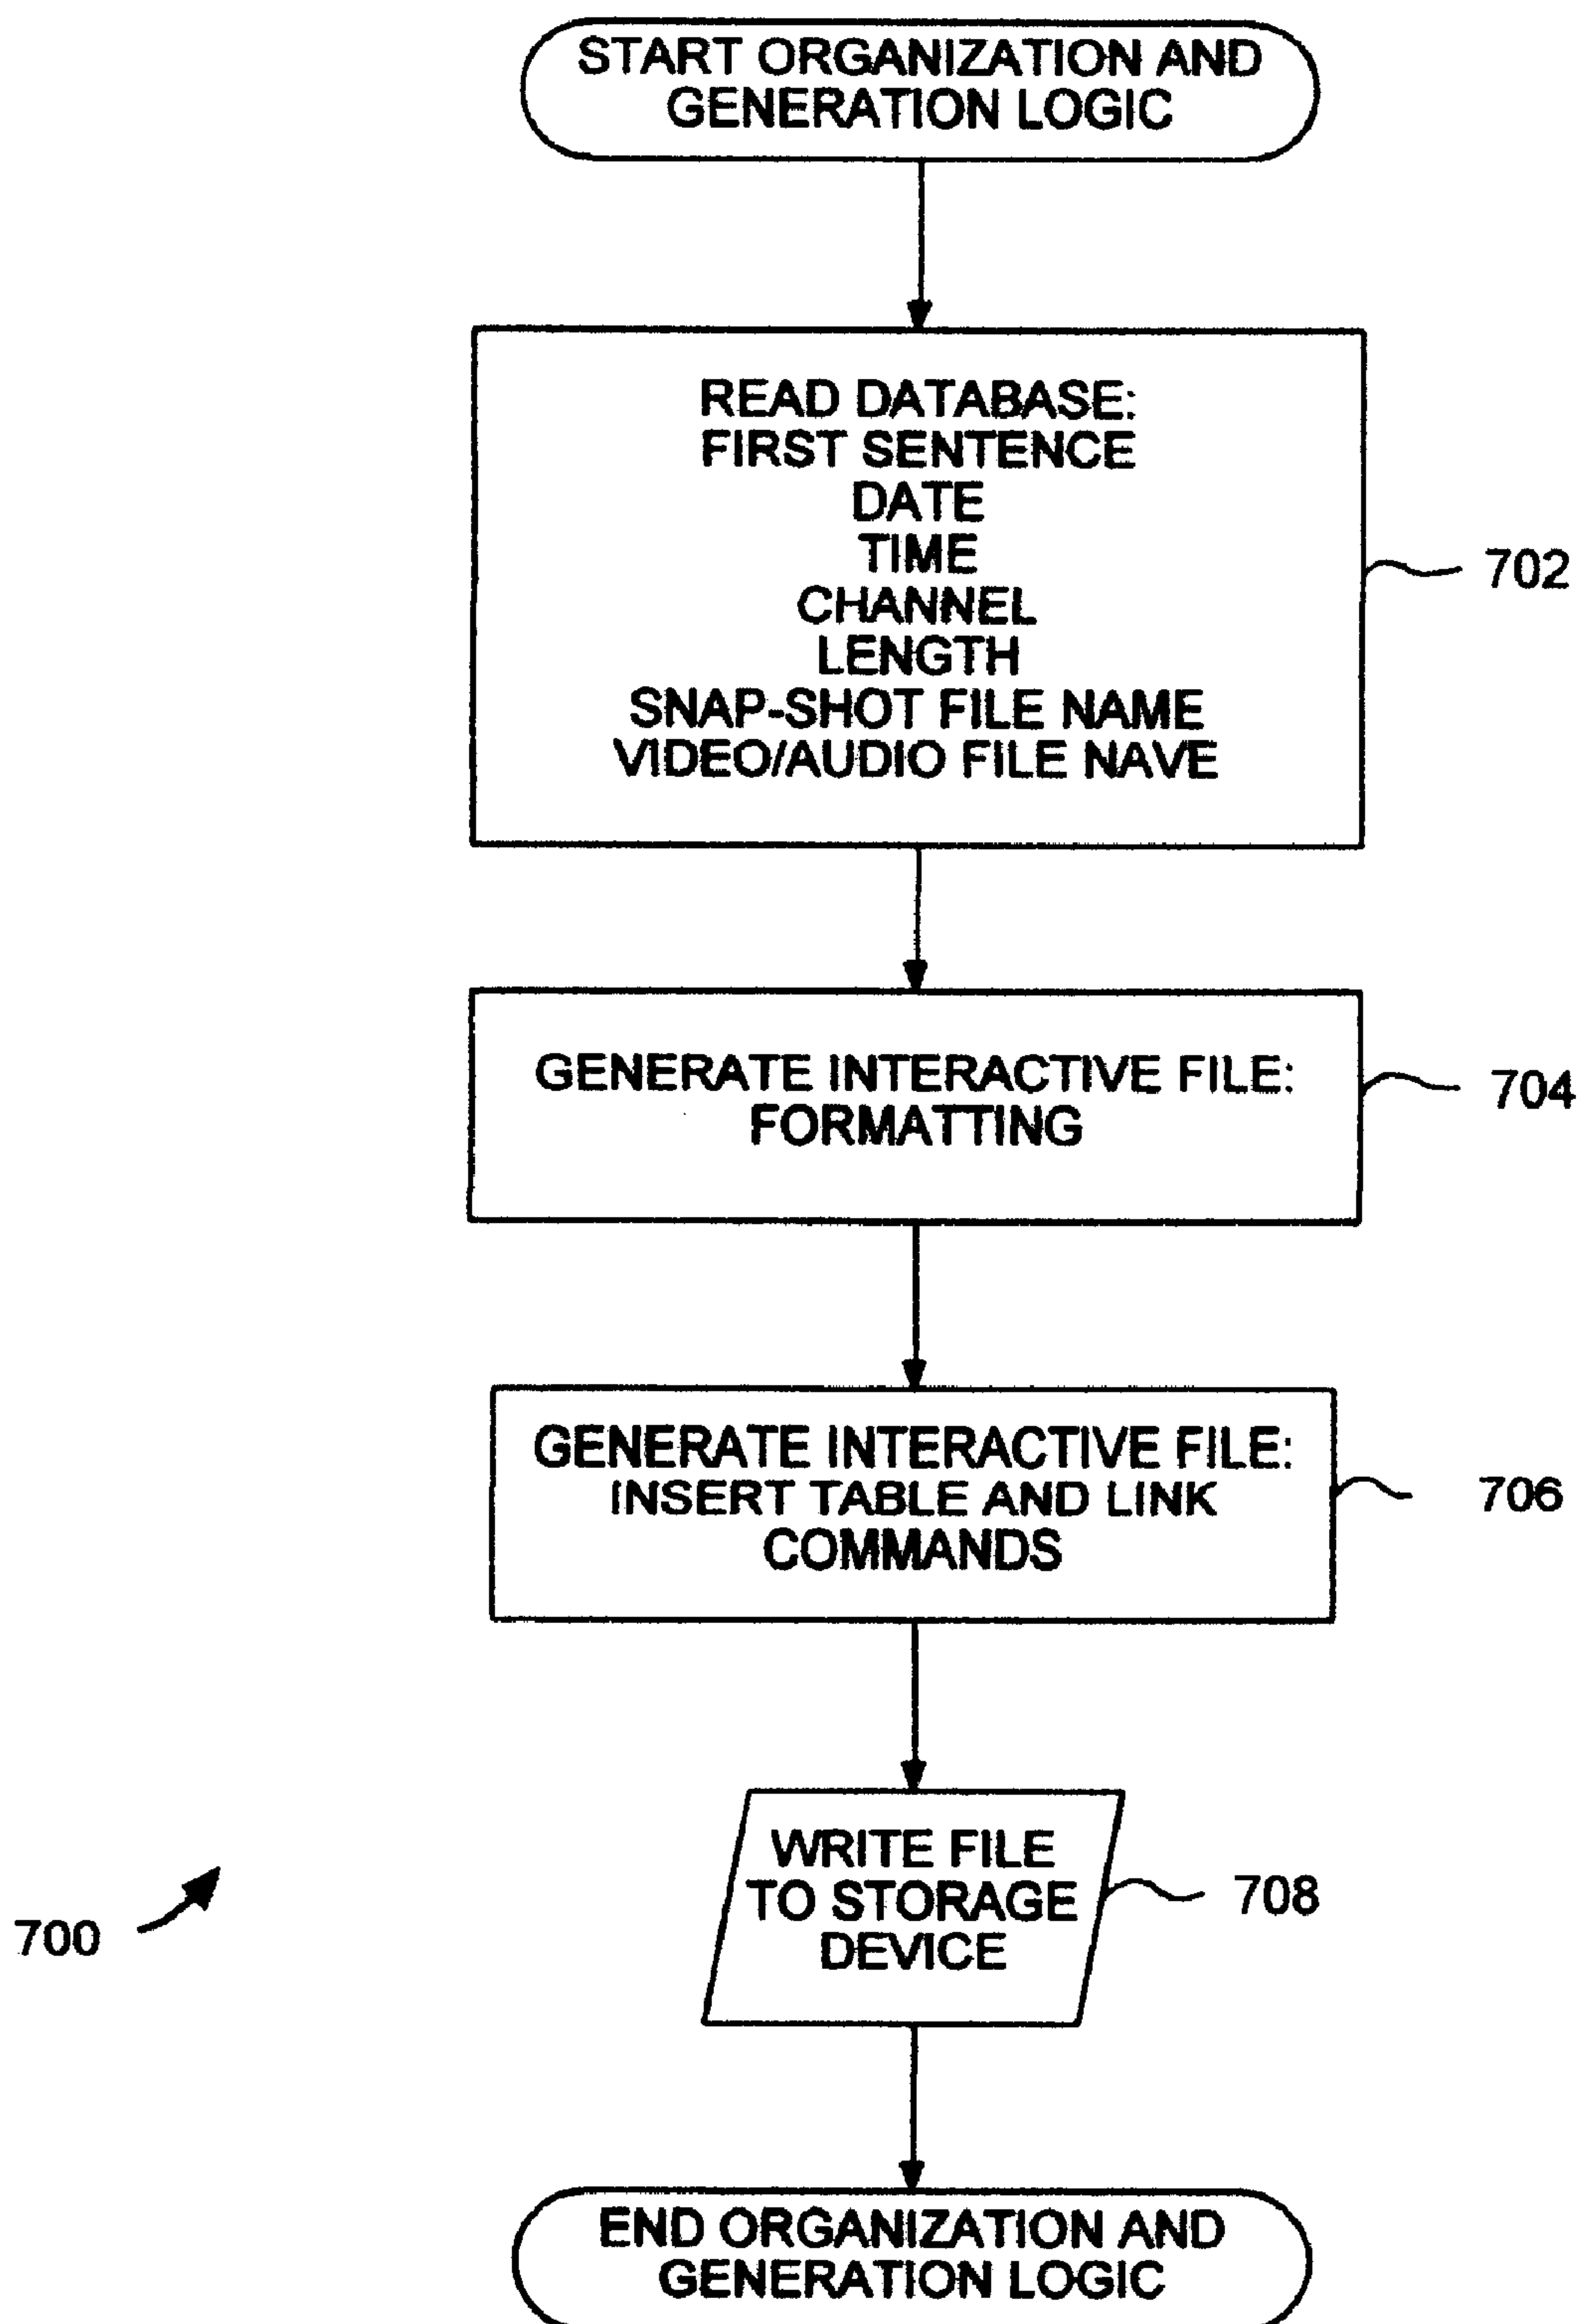 START ORGANIZATION AND
GENERATION LOGIC
READ DATABASE:
FIRST SENTENCE
DATE
TIME
CHANNEL
LENGTH
SNAP-SHOT FILE NAME
VIDEO/AUDIO FILE NAVE
702
GENERATE INTERACTIVE FILE:
FORMATTING
704
GENERATE INTERACTIVE FILE:
INSERT TABLE AND LINK
COMMANDS
706
WRITE FILE
TO STORAGE
DEVICE
708
700
END ORGANIZATION AND
GENERATION LOGIC